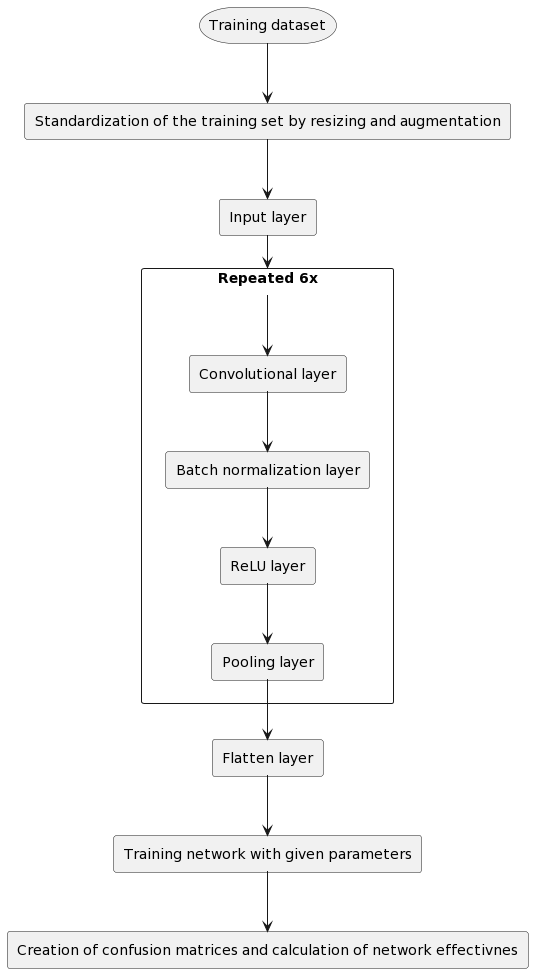 Training dataset
Standardization of the training set by resizing and augmentation
Input layer
Repeated 6x
Convolutional layer
Batch normalization layer
ReLU layer
Pooling layer
Flatten layer
Training network with given parameters
Creation of confusion matrices and calculation of network effectivnes